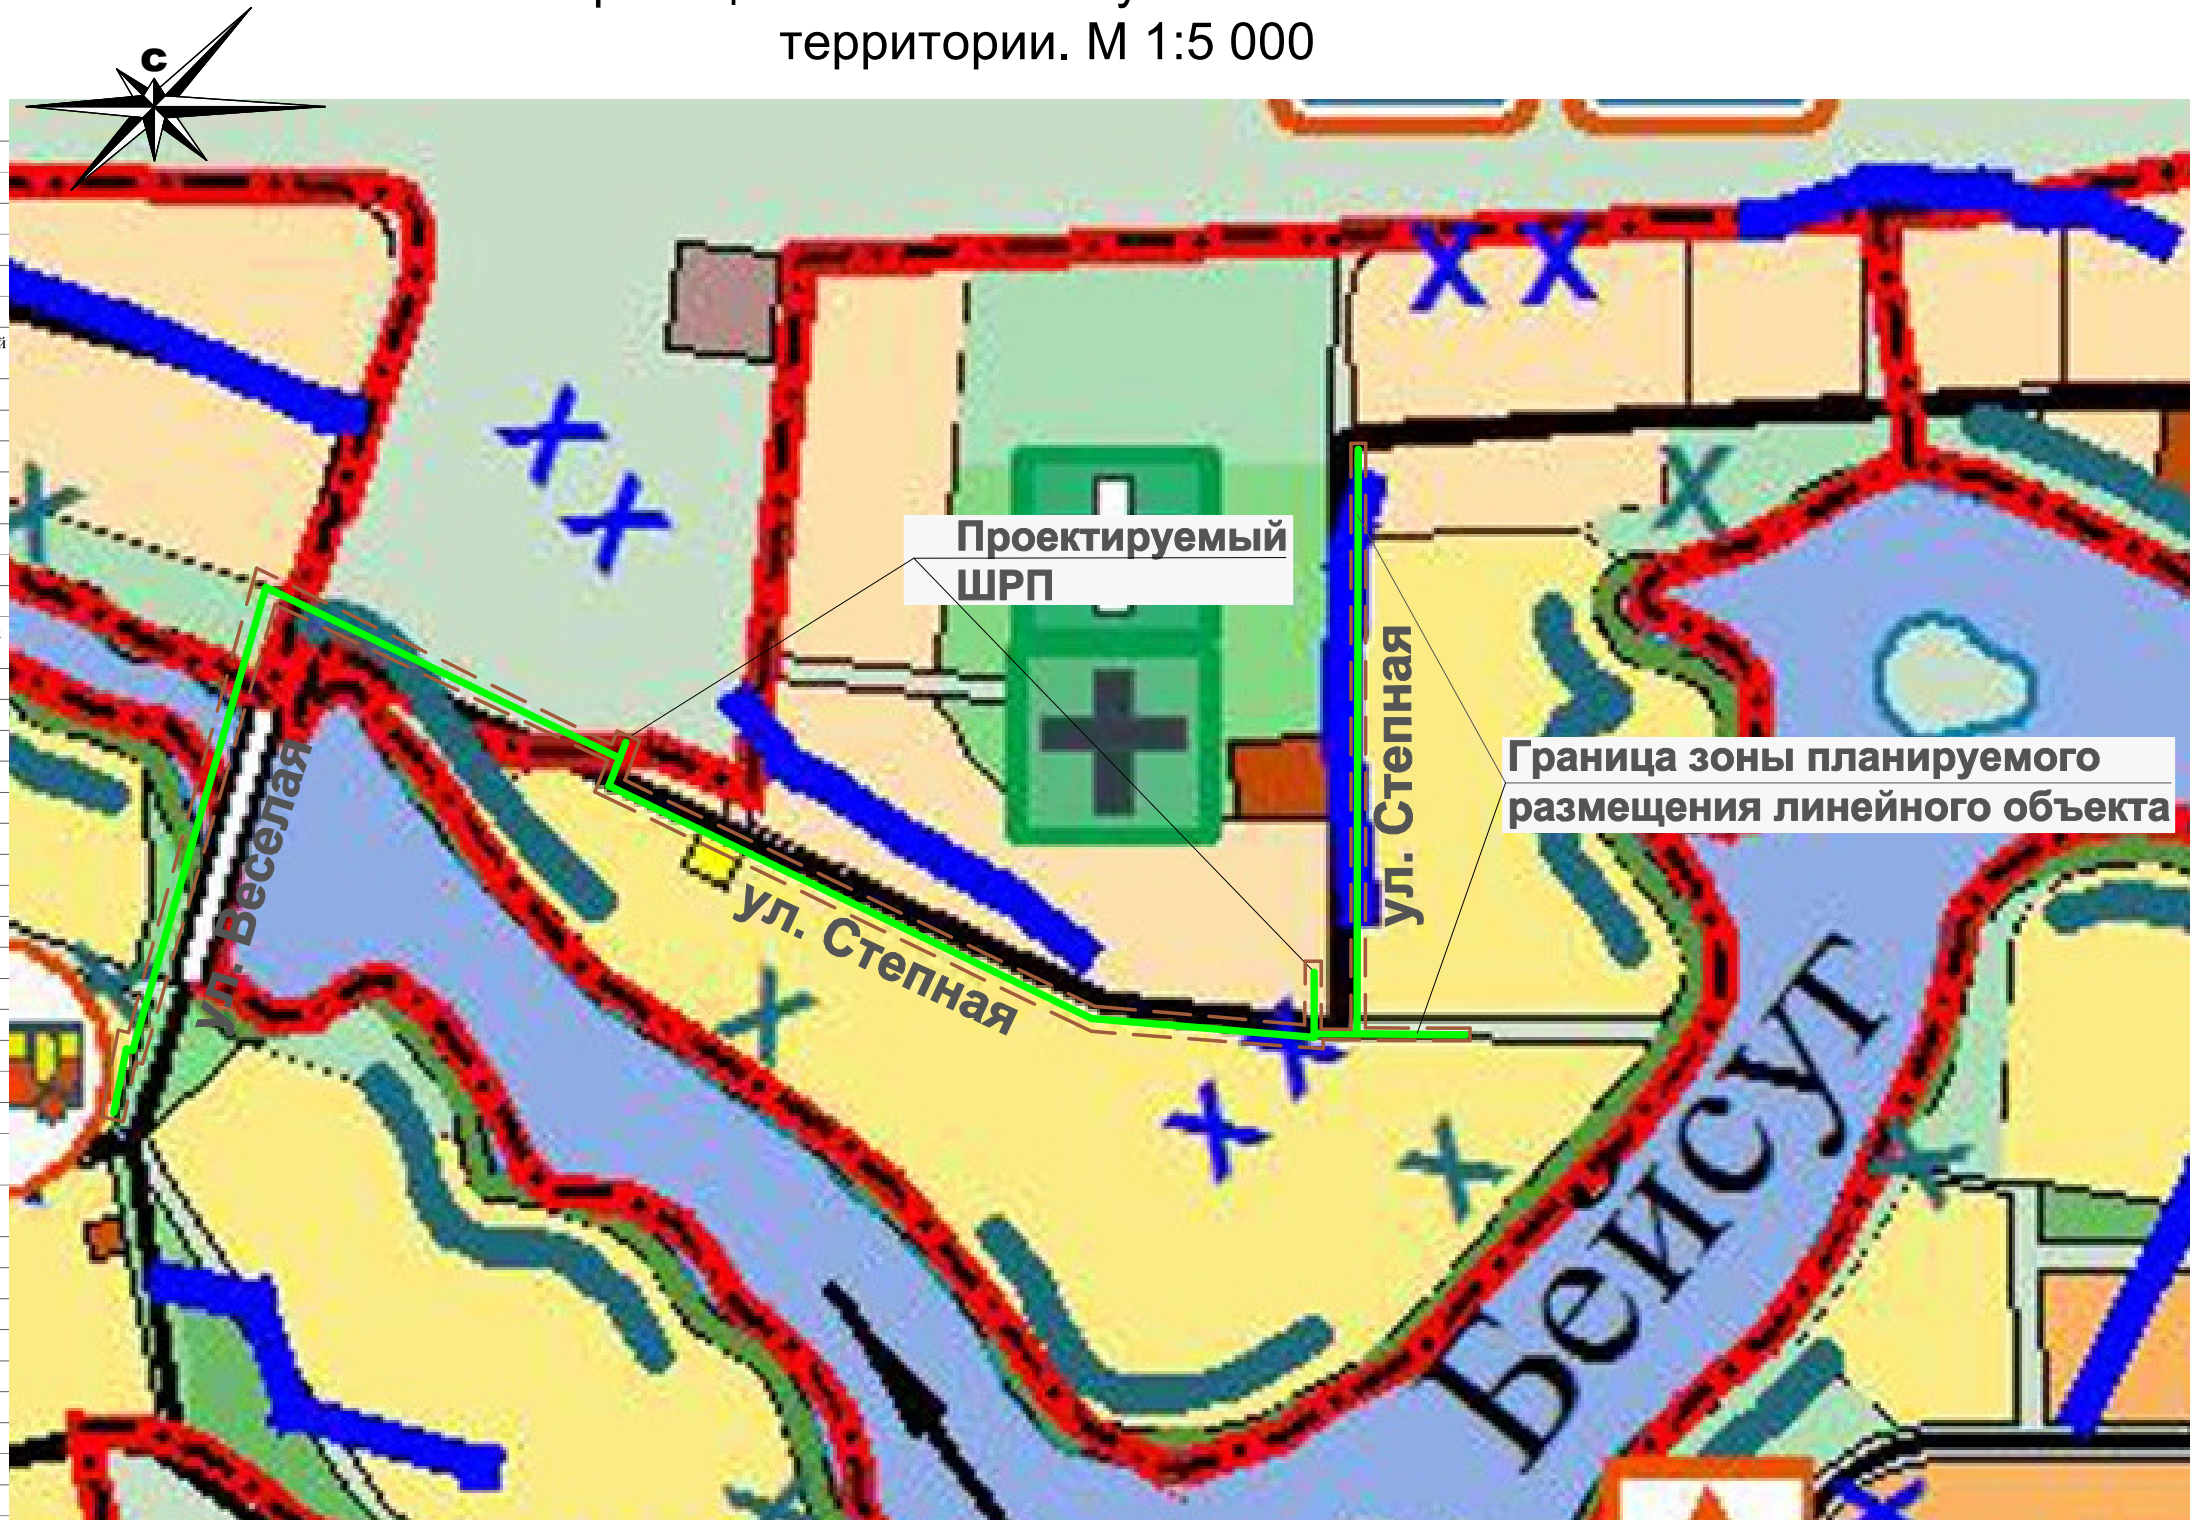 территории. М 1:5 000
С
Проектируемый
ШРП
ул. Степная
Граница зоны планируемого
размещения линейного объекта
ул. Веселая
ул. Степная
Бейсуг